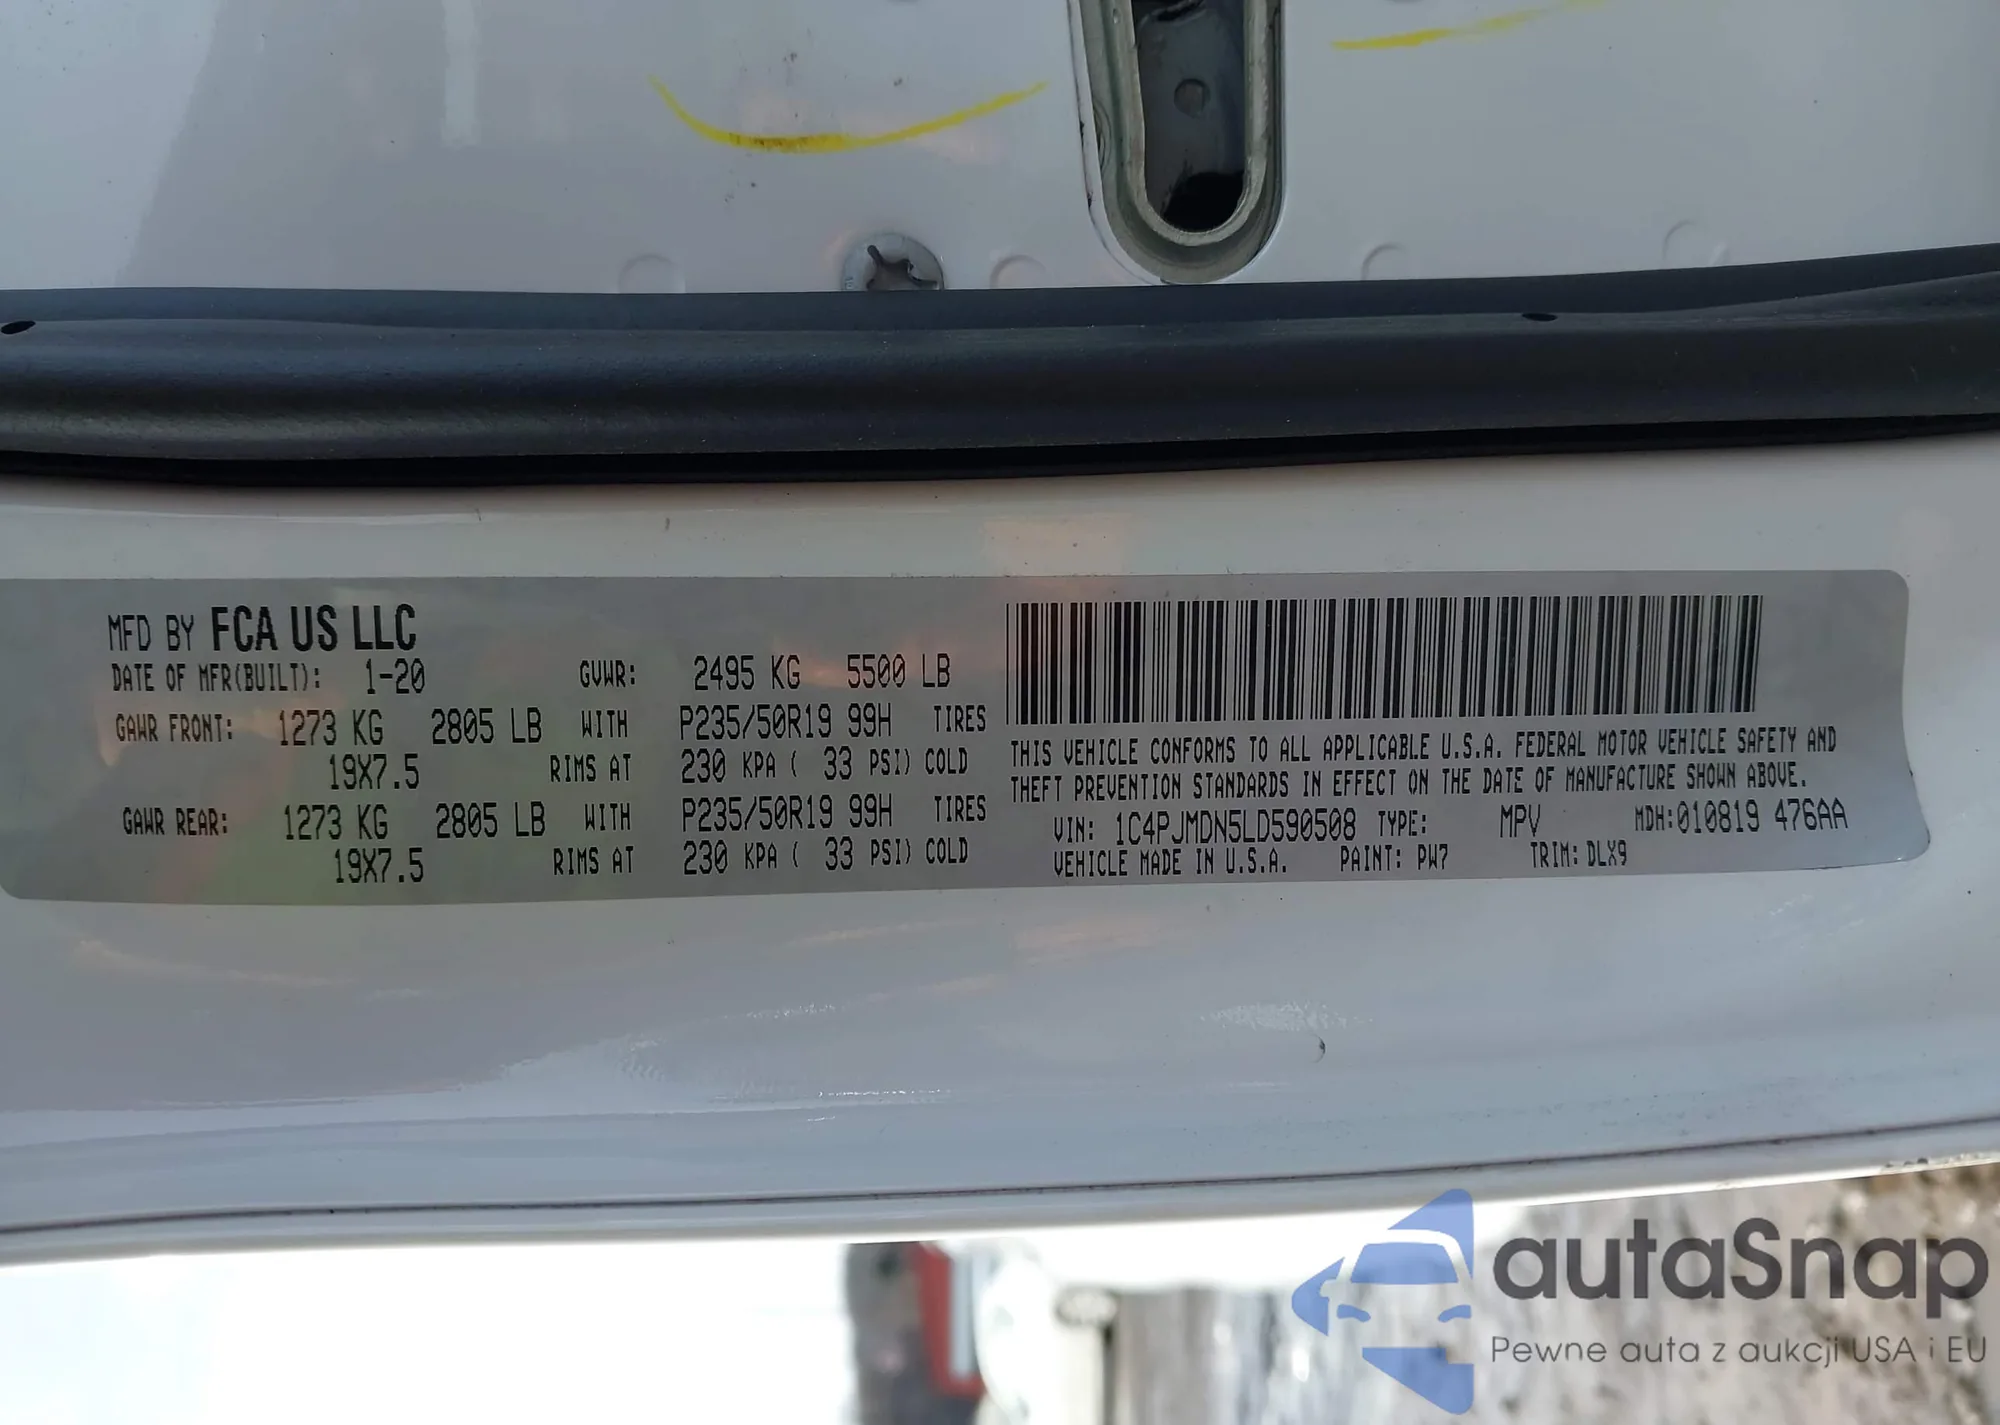 MFD BY FCA US LLC
DATE OF MFR(BUILT): 1-20 GVWR: 2495 KG 5500 LB
GAWR FRONT: 1273 KG 2805 LB WITH P235/50R19 99H TIRES
19X7.5 RIMS AT 230 KPA ( 33 PSI) COLD
GAWR REAR: 1273 KG 2805 LB WITH P235/50R19 99H TIRES
19X7.5 RIMS AT 230 KPA ( 33 PSI) COLD
THIS VEHICLE CONFORMS TO ALL APPLICABLE U.S.A. FEDERAL MOTOR VEHICLE SAFETY AND
THEFT PREVENTION STANDARDS IN EFFECT ON THE DATE OF MANUFACTURE SHOWN ABOVE.
VIN: 1C4PJMDN5LD590508 TYPE: MPV MDH:010819 476AA
VEHICLE MADE IN U.S.A. PAINT: PW7 TRIM: DLX9
autaSnap
Pewne auta z aukcji USA i EU